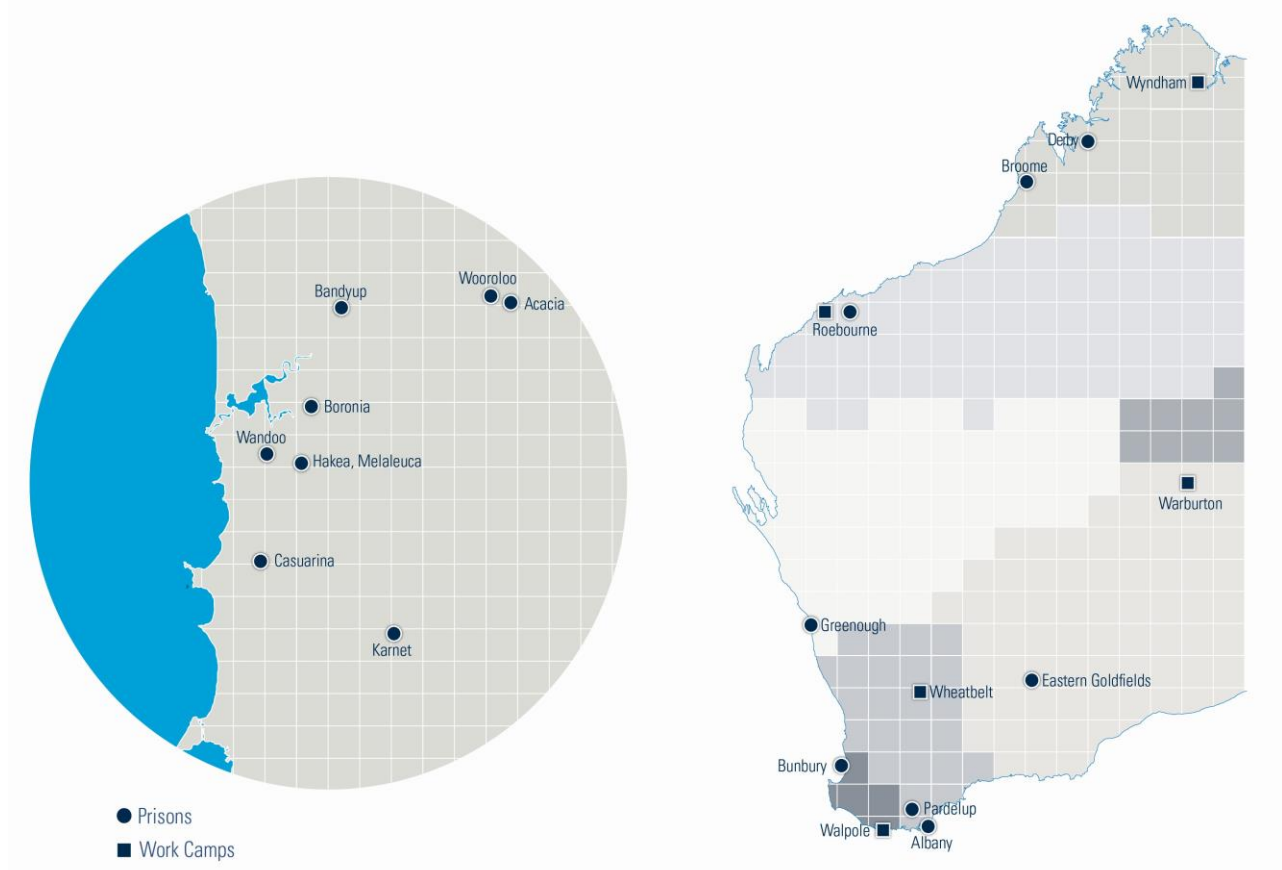 Wooroloo
Acacia
Bandyup
Boronia
Wandoo
Hakea, Melaleuca
Casuarina
Karnet
Prisons
Work Camps
Wyndham
Derby
Broome
Roebourne
Warburton
Greenough
Eastern Goldfields
Wheatbelt
Bunbury
Pardelup
Walpole
Albany